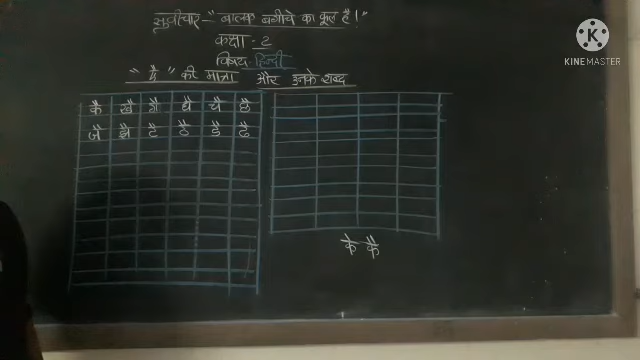 सुवीचार - "बालक बगीचे का फूल है।"
कक्षा - 2
विषय हिन्दी
"ै" की मात्रा और उनके शब्द
कै खै गै घै चै छै
जै झै टै ठै डै ढै
के कै
K
KINEMASTER